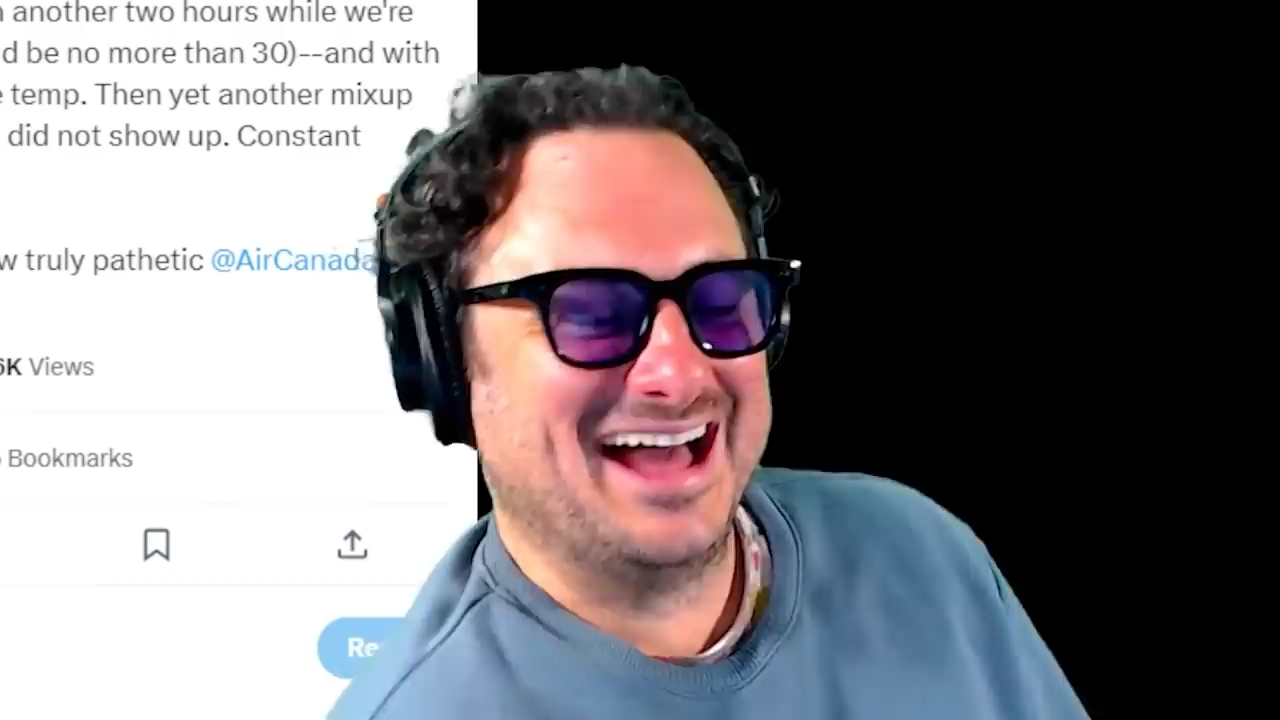 another two hours while we're
be no more than 30)--and with
temp. Then yet another mixup
did not show up. Constant
truly pathetic @AirCanada
Views
Bookmarks